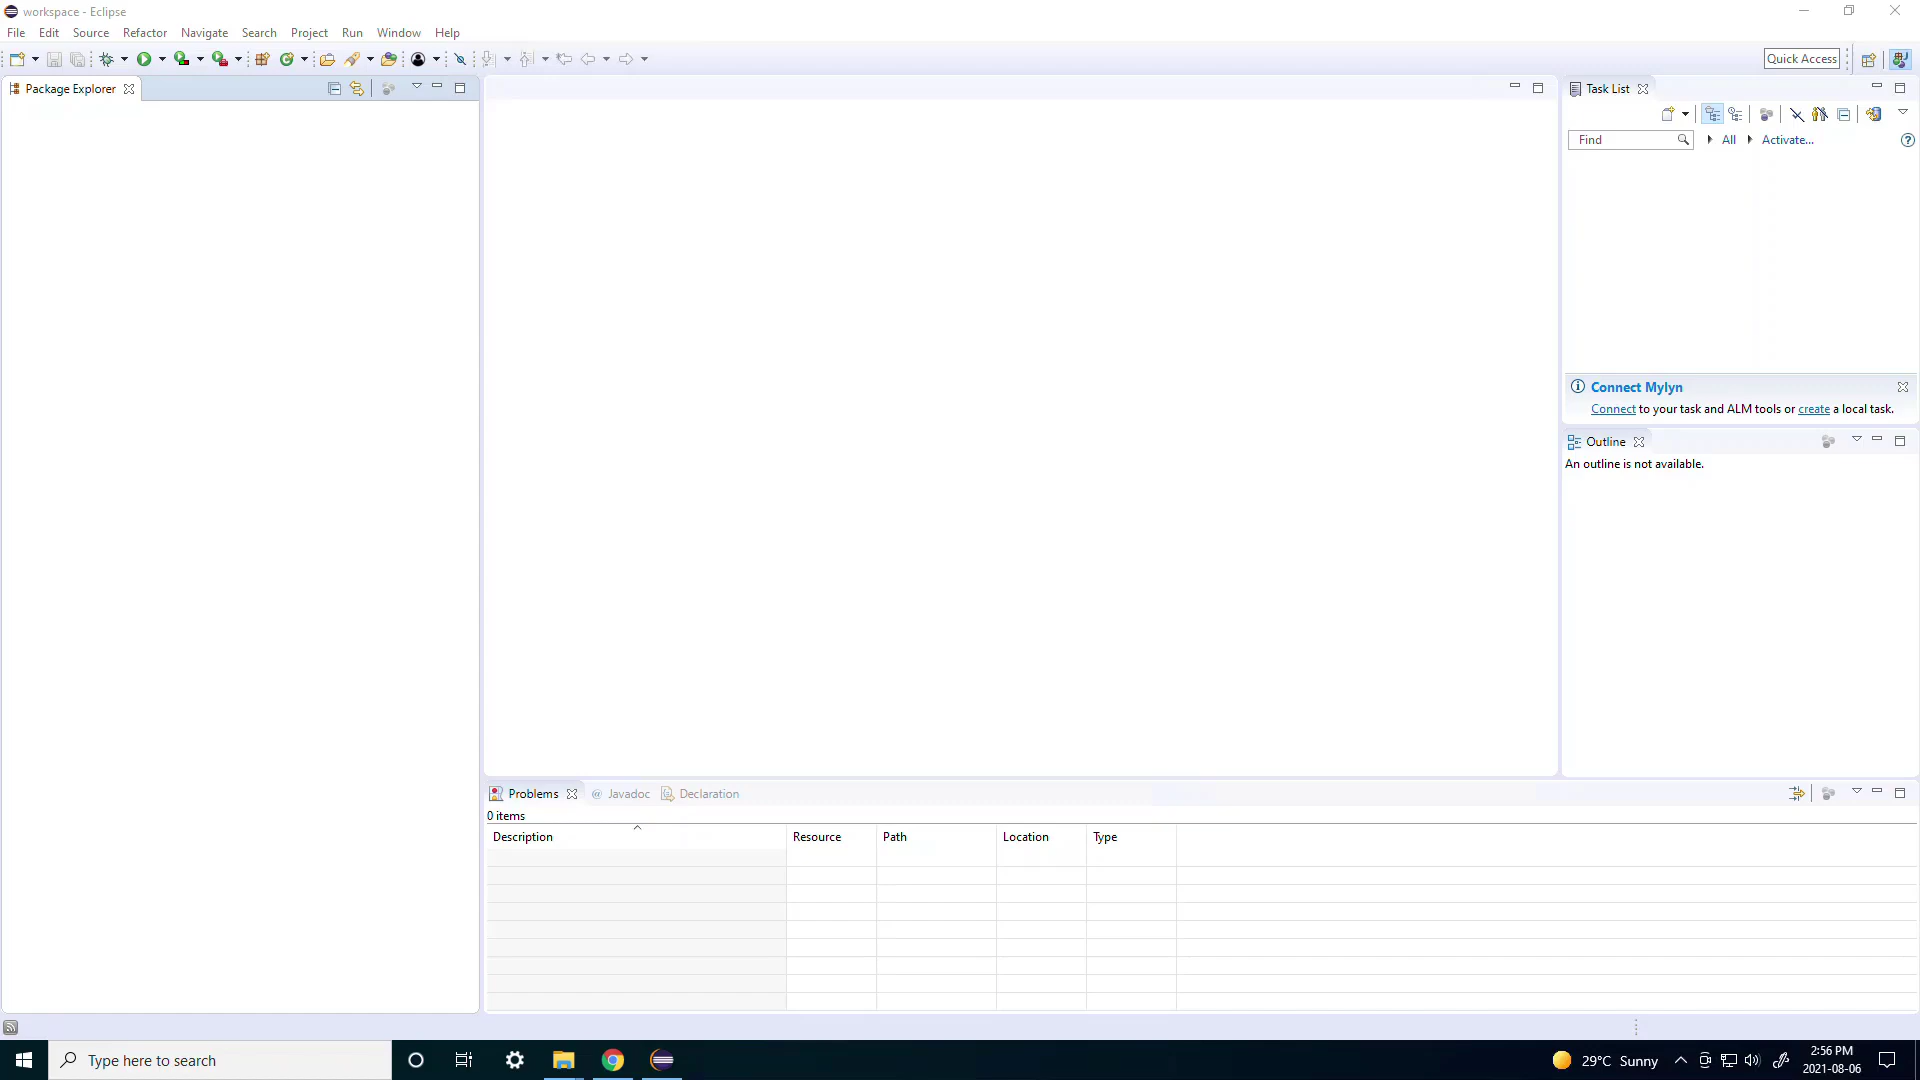 workspace - Eclipse
File Edit Source Refactor Navigate Search Project Run Window Help
Quick Access
Package Explorer
Task List
Find All Activate...
Connect Mylyn
Connect to your task and ALM tools or create a local task.
Outline
An outline is not available.
Problems @ Javadoc Declaration
0 items
Description Resource Path Location Type
Type here to search
29°C Sunny
2:56 PM
2021-08-06